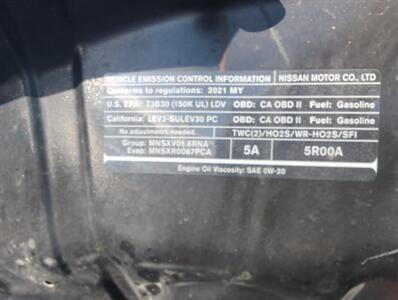 VEHICLE EMISSION CONTROL INFORMATION NISSAN MOTOR CO., LTD
Conforms to regulations: 2021 MY
U.S. EPA: T3B30 (150K UL) LDV OBD: CA OBD II Fuel: Gasoline
California: LEV3-SULEV30 PC OBD: CA OBD II Fuel: Gasoline
No adjustments needed. TWC(2)/HO2S/WR-HO2S/SFI
Group: MNSXV01.6RNA
Evap: MNSXR0087PCA
5A 5R00A
Engine Oil Viscosity: SAE 0W-20